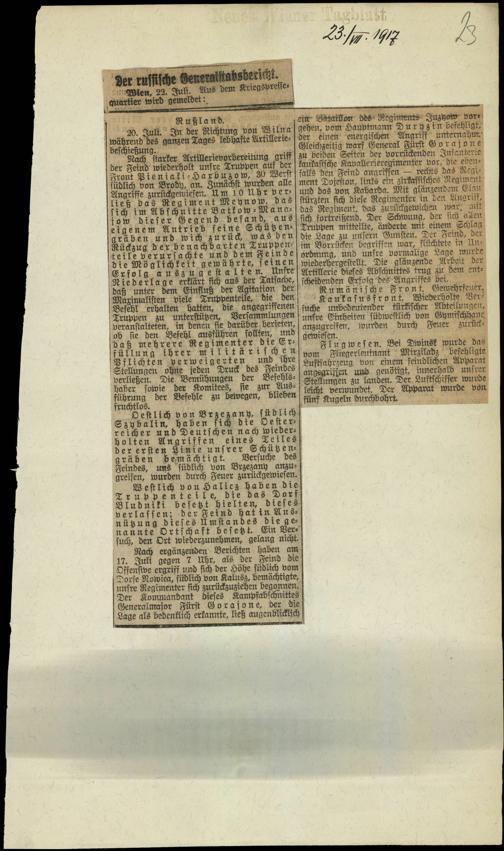 Neues Wiener Tagblatt
23./VII. 1917
23
Der russische Generalstabsbericht.
Wien, 22. Juli. Aus dem Kriegspresse-
quartier wird gemeldet:
Rußland.
20. Juli. In der Richtung von Wilna
während des ganzen Tages lebhafte Artillerie-
beschießung.
Nach starker Artillerievorbereitung griff
der Feind wiederholt unsre Truppen auf der
Front Pieniaki-Harbuzow, 30 Werst
südlich von Brody, an. Zunächst wurden alle
Angriffe zurückgewiesen. Um 10 Uhr ver-
ließ das Regiment Meynow, das
sich im Abschnitte Batkow-Mana-
jow dieser Gegend befand, aus
eigenem Antrieb seine Schützen-
gräben und wich zurück, was den
Rückzug der benachbarten Truppen-
teile verursachte und dem Feinde
die Möglichkeit gewährte, seinen
Erfolg auszugestalten. Unsre
Niederlage erklärt sich aus der Tatsache,
daß unter dem Einfluß der Agitation der
Maximalisten viele Truppenteile, die den
Befehl erhalten hatten, die angegriffenen
Truppen zu unterstützen, Versammlungen
veranstalteten, in denen sie darüber berieten,
ob sie den Befehl ausführen sollten, und
daß mehrere Regimenter die Er-
füllung ihrer militärischen
Pflichten verweigerten und ihre
Stellungen ohne jeden Druck des Feindes
verließen. Die Bemühungen der Befehls-
haber sowie der Komitees, sie zur Aus-
führung der Befehle zu bewegen, blieben
fruchtlos.
Oestlich von Brzezany, südlich
Szybalin, haben sich die Oester-
reicher und Deutschen nach wieder-
holten Angriffen eines Teiles
der ersten Linie unsrer Schützen-
gräben bemächtigt. Versuche des
Feindes, uns südlich von Brzezany anzu-
greifen, wurden durch Feuer zurückgewiesen.
Westlich von Halicz haben die
Truppenteile, die das Dorf
Bludniki besetzt hielten, dieses
verlassen; der Feind hat in Aus-
nützung dieses Umstandes die ge-
nannte Ortschaft besetzt. Ein Ver-
such, den Ort wiederzunehmen, gelang nicht.
Nach ergänzenden Berichten haben am
17. Juli gegen 7 Uhr, als der Feind die
Offensive ergriff und sich der Höhe südlich vom
Dorfe Nowica, südlich von Kalusz, bemächtigte,
unsre Regimenter sich zurückzuziehen begonnen.
Der Kommandant dieses Kampfabschnittes
Generalmajor Fürst Gorajone, der die
Lage als bedenklich erkannte, ließ augenblicklich
ein Bataillon des Regiments Juzyow vor-
gehen, vom Hauptmann Duryzin befehligt,
der einen energischen Angriff unternahm.
Gleichzeitig warf General Fürst Gorajone
zu beiden Seiten der vorrückenden Infanterie
kaukasische Kavallerieregimenter vor, die eben-
falls den Feind angriffen — rechts das Regi-
ment Dojetion, links ein zirkassisches Regiment
und das von Kabarda. Mit glänzendem Elan
stürzten sich diese Regimenter in den Angriff,
das Regiment, das zurückgewichen war, mit
sich fortreißend. Der Schwung, der sich allen
Truppen mitteilte, änderte mit einem Schlag
die Lage zu unsern Gunsten. Der Feind, der
im Vorrücken begriffen war, flüchtete in Un-
ordnung, und unsre vormalige Lage wurde
wiederhergestellt. Die glänzende Arbeit der
Artillerie dieses Abschnittes trug zu dem ent-
scheidenden Erfolg des Angriffes bei.
Rumänische Front. Gewehrfeuer.
Kaukasusfront. Wiederholte Ver-
suche unbedeutender türkischer Abteilungen,
unsre Einheiten südwestlich von Gymischhane
anzugreifen, wurden durch Feuer zurück-
gewiesen.
Flugwesen. Bei Dwinsk wurde das
vom Fliegerleutnant befehligte
Luftfahrzeug von einem feindlichen Apparat
angegriffen und genötigt, innerhalb unsrer
Stellungen zu landen. Der Luftschiffer wurde
leicht verwundet. Der Apparat wurde von
fünf Kugeln durchbohrt.